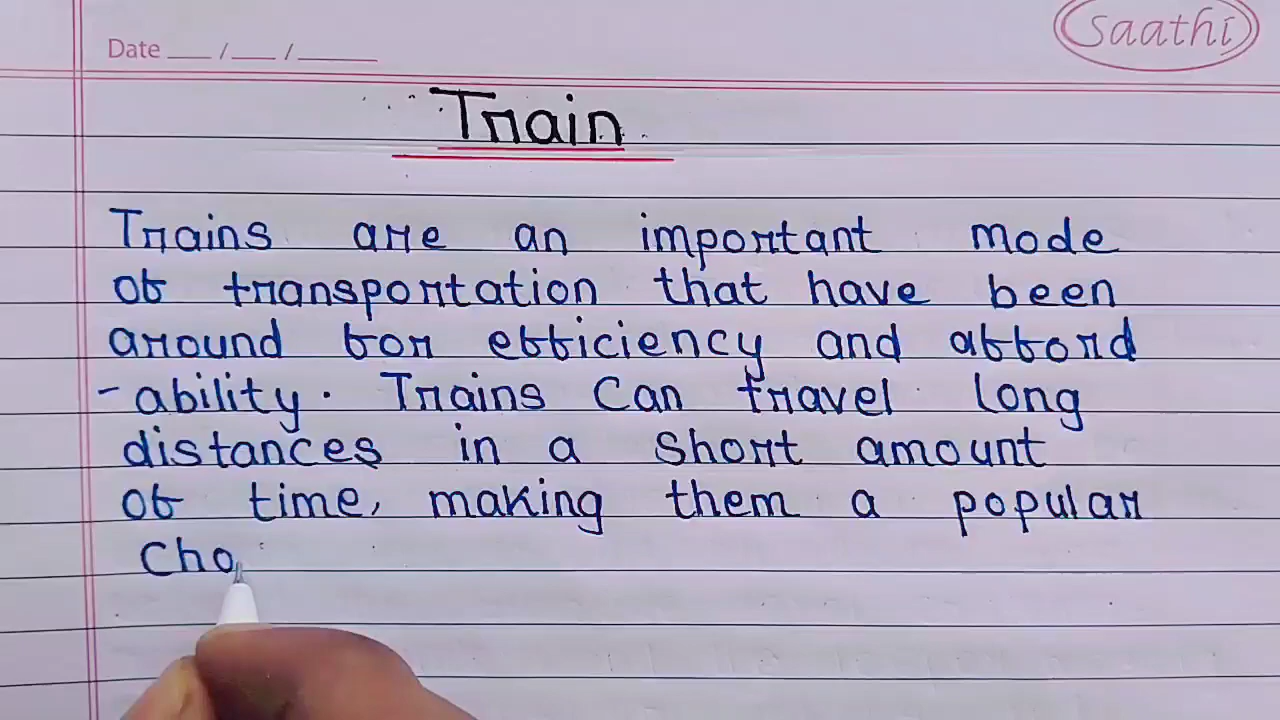 Saathi
Date ___ / ___ / _____
Train
Trains are an important mode
of transportation that have been
around for efficiency and afford
-ability. Trains can travel long
distances in a short amount
of time, making them a popular
Cho